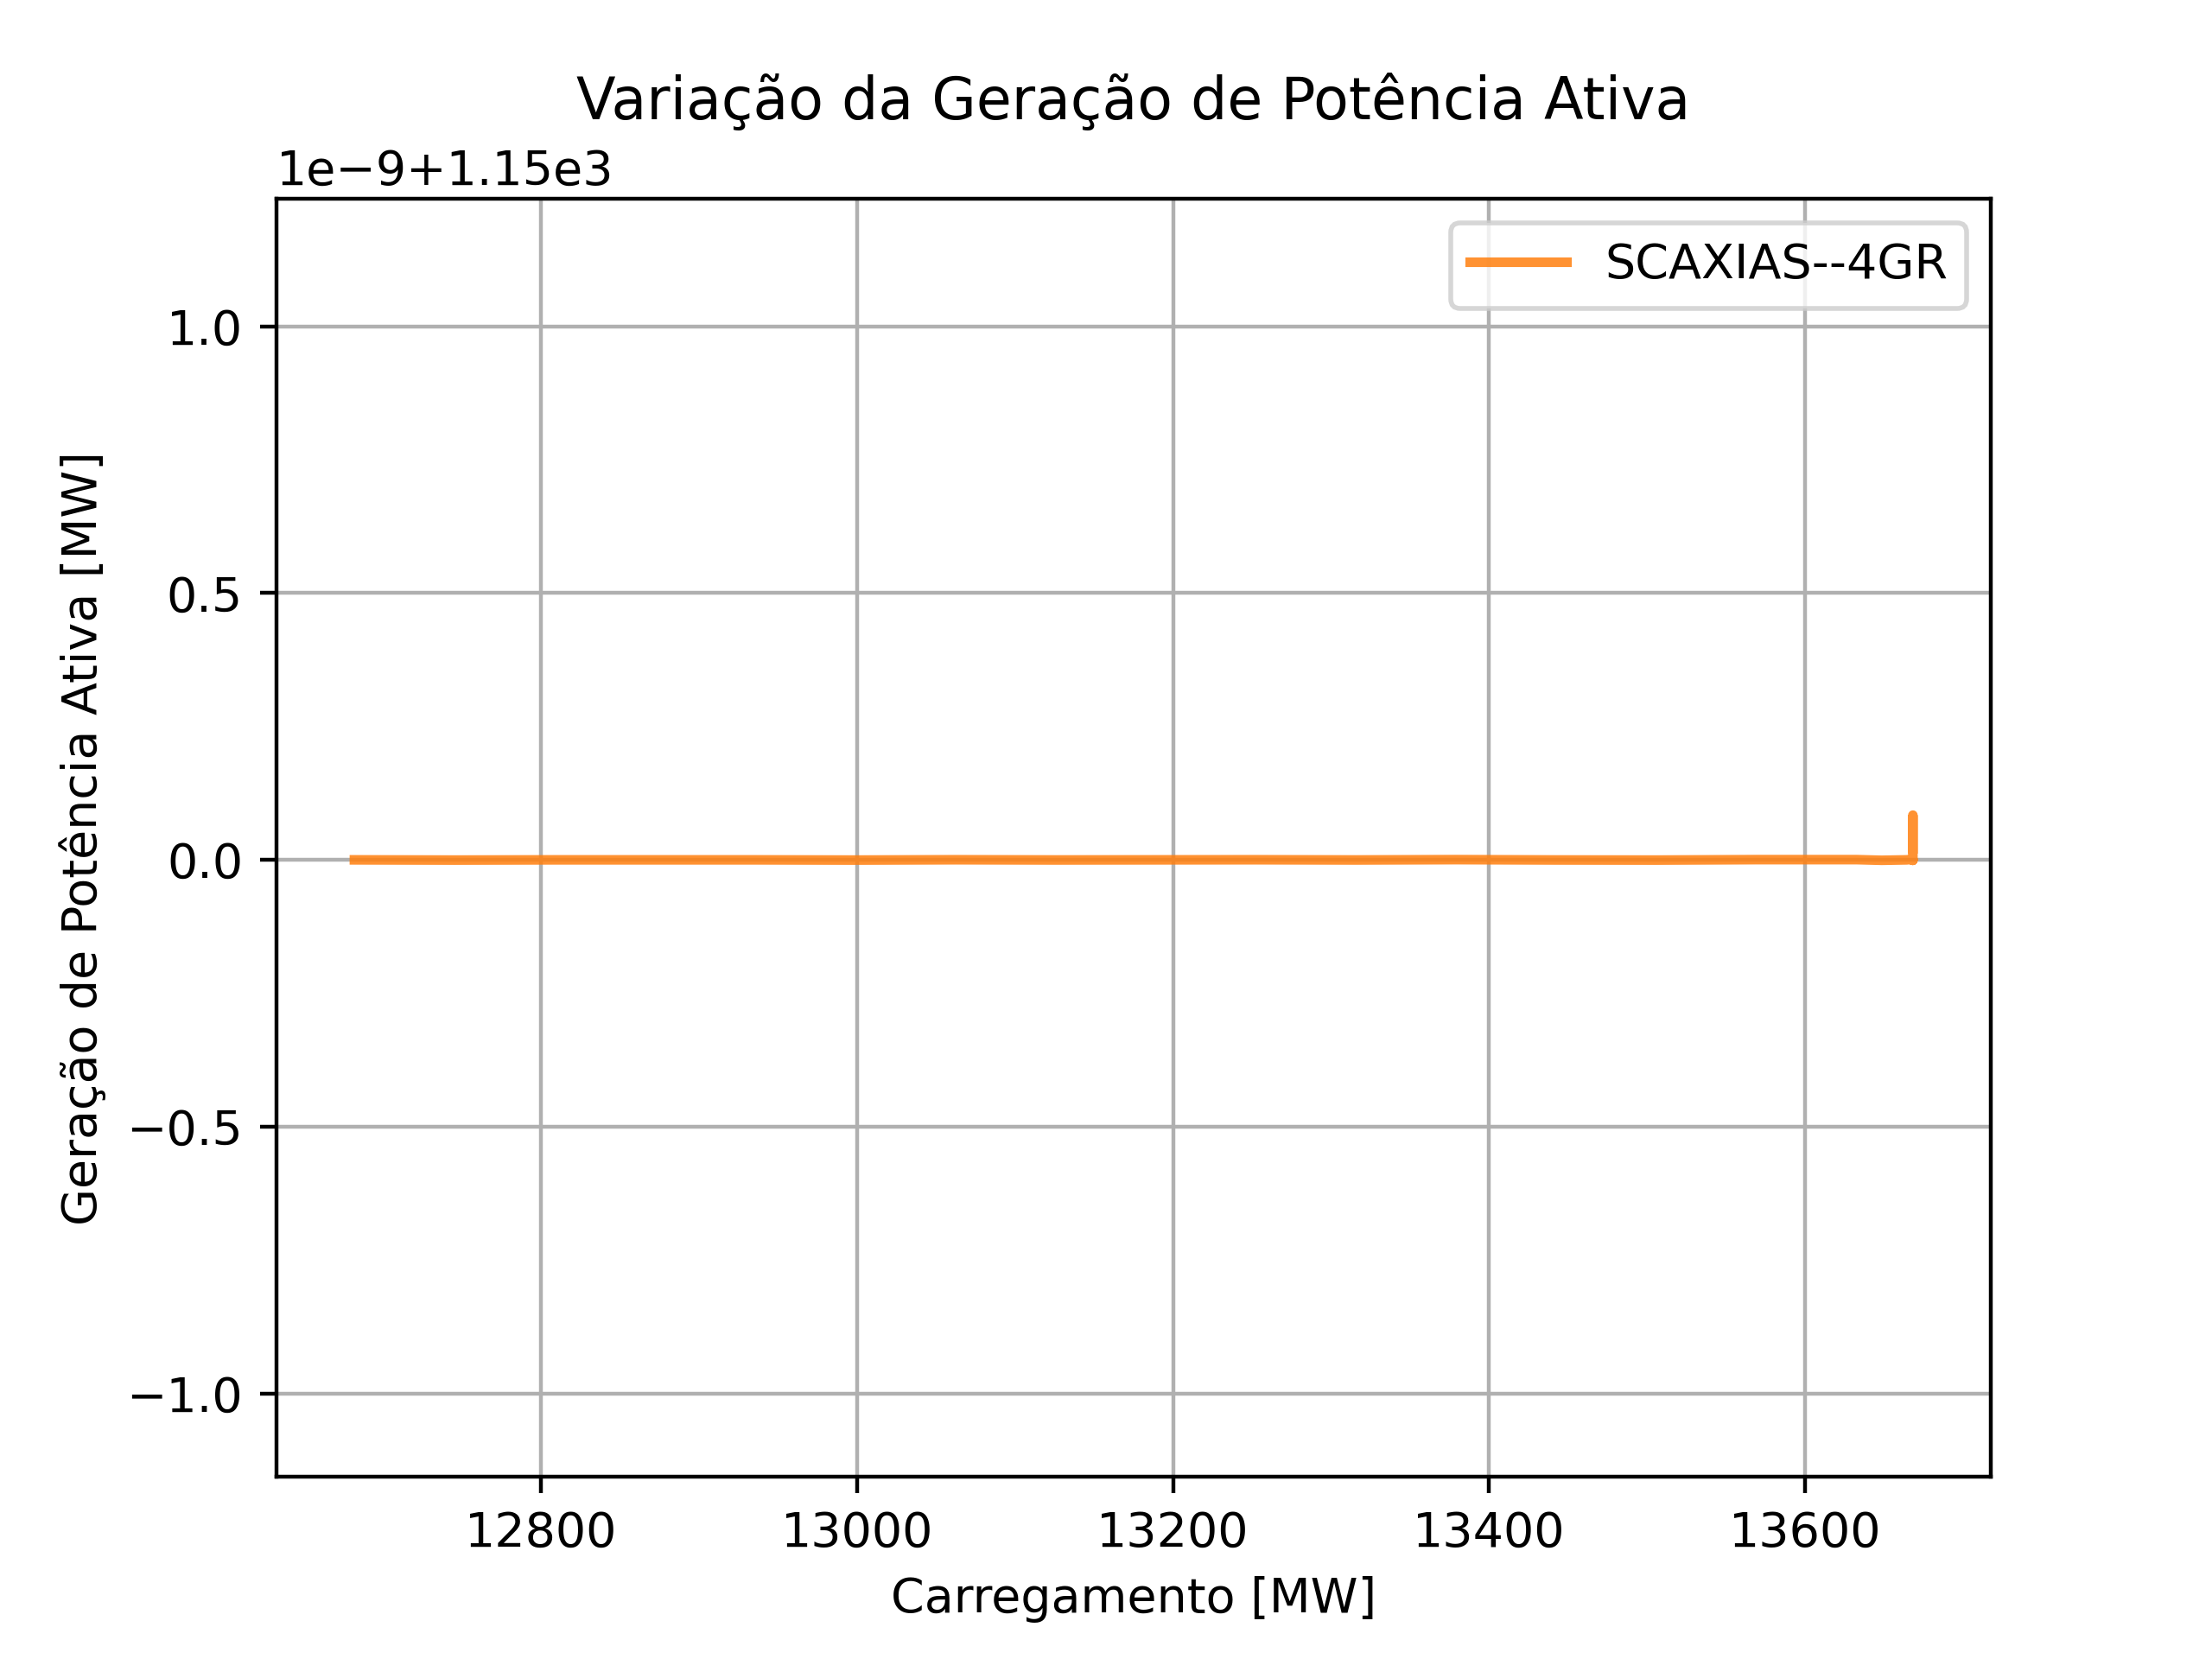 Variação da Geração de Potência Ativa
1e−9+1.15e3
SCAXIAS--4GR
1.0
0.5
0.0
−0.5
−1.0
Geração de Potência Ativa [MW]
12800 13000 13200 13400 13600
Carregamento [MW]